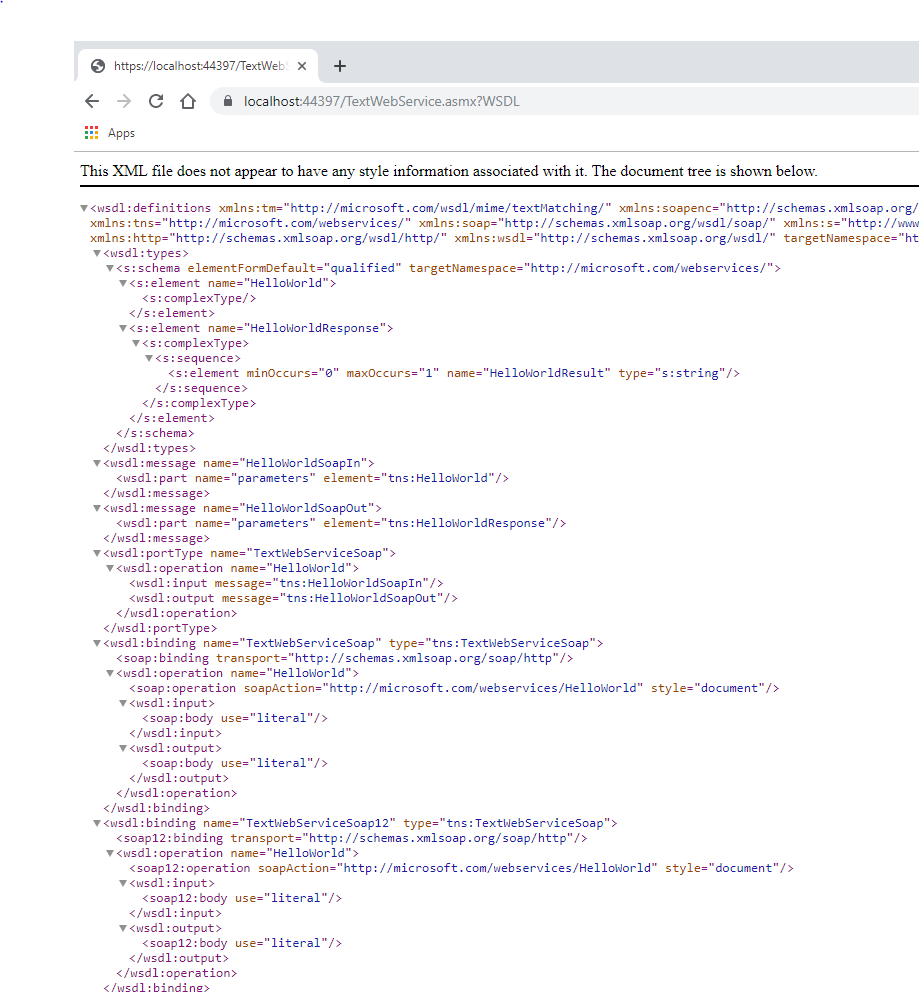 https://localhost:44397/TextWebS
localhost:44397/TextWebService.asmx?WSDL
Apps
This XML file does not appear to have any style information associated with it. The document tree is shown below.
▼<wsdl:definitions xmlns:tm="http://microsoft.com/wsdl/mime/textMatching/" xmlns:soapenc="http://schemas.xmlsoap.org/
xmlns:tns="http://microsoft.com/webservices/" xmlns:soap="http://schemas.xmlsoap.org/wsdl/soap/" xmlns:s="http://www
xmlns:http="http://schemas.xmlsoap.org/wsdl/http/" xmlns:wsdl="http://schemas.xmlsoap.org/wsdl/" targetNamespace="ht
▼<wsdl:types>
▼<s:schema elementFormDefault="qualified" targetNamespace="http://microsoft.com/webservices/">
▼<s:element name="HelloWorld">
<s:complexType/>
</s:element>
▼<s:element name="HelloWorldResponse">
▼<s:complexType>
▼<s:sequence>
<s:element minOccurs="0" maxOccurs="1" name="HelloWorldResult" type="s:string"/>
</s:sequence>
</s:complexType>
</s:element>
</s:schema>
</wsdl:types>
▼<wsdl:message name="HelloWorldSoapIn">
<wsdl:part name="parameters" element="tns:HelloWorld"/>
</wsdl:message>
▼<wsdl:message name="HelloWorldSoapOut">
<wsdl:part name="parameters" element="tns:HelloWorldResponse"/>
</wsdl:message>
▼<wsdl:portType name="TextWebServiceSoap">
▼<wsdl:operation name="HelloWorld">
<wsdl:input message="tns:HelloWorldSoapIn"/>
<wsdl:output message="tns:HelloWorldSoapOut"/>
</wsdl:operation>
</wsdl:portType>
▼<wsdl:binding name="TextWebServiceSoap" type="tns:TextWebServiceSoap">
<soap:binding transport="http://schemas.xmlsoap.org/soap/http"/>
▼<wsdl:operation name="HelloWorld">
<soap:operation soapAction="http://microsoft.com/webservices/HelloWorld" style="document"/>
▼<wsdl:input>
<soap:body use="literal"/>
</wsdl:input>
▼<wsdl:output>
<soap:body use="literal"/>
</wsdl:output>
</wsdl:operation>
</wsdl:binding>
▼<wsdl:binding name="TextWebServiceSoap12" type="tns:TextWebServiceSoap">
<soap12:binding transport="http://schemas.xmlsoap.org/soap/http"/>
▼<wsdl:operation name="HelloWorld">
<soap12:operation soapAction="http://microsoft.com/webservices/HelloWorld" style="document"/>
▼<wsdl:input>
<soap12:body use="literal"/>
</wsdl:input>
▼<wsdl:output>
<soap12:body use="literal"/>
</wsdl:output>
</wsdl:operation>
</wsdl:binding>